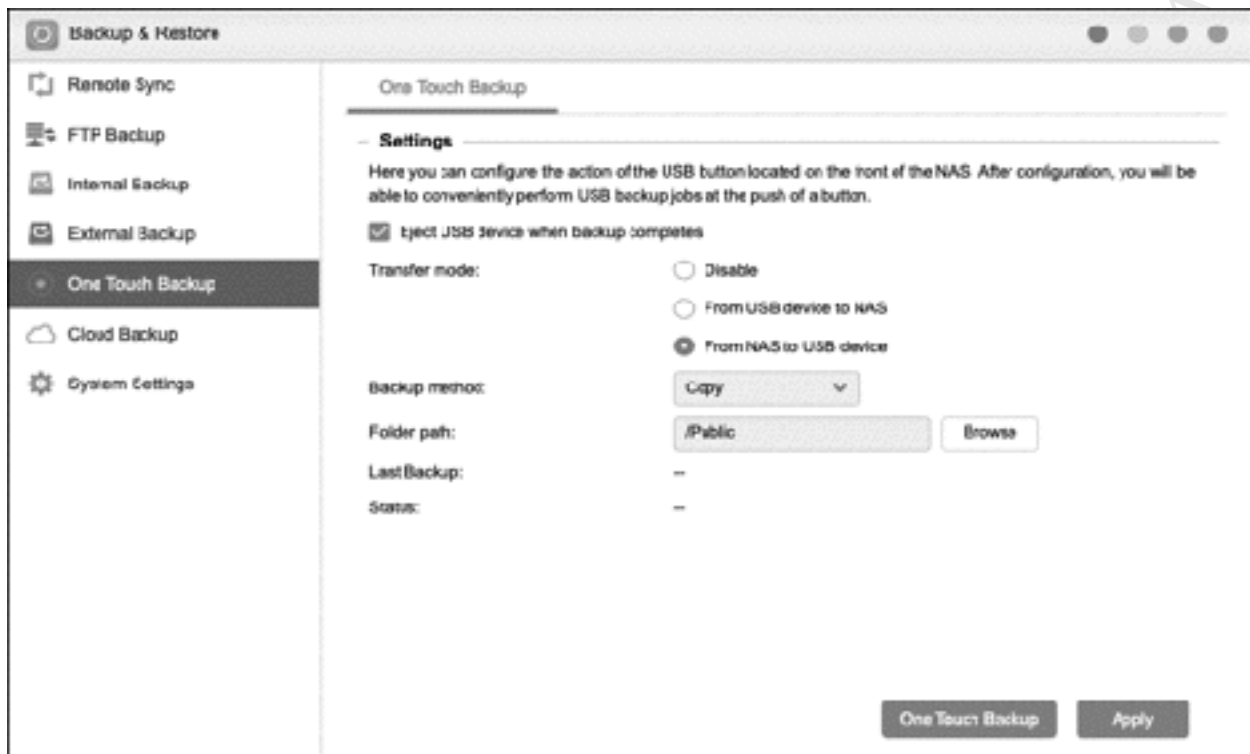 Backup & Restore
Remote Sync
FTP Backup
Internal Backup
External Backup
One Touch Backup
Cloud Backup
System Settings
One Touch Backup
Settings
Here you can configure the action of the USB button located on the front of the NAS. After configuration, you will be
able to conveniently perform USB backup jobs at the push of a button.
Eject USB device when backup completes
Transfer mode:
Disable
From USB device to NAS
From NAS to USB device
Backup method:
Copy
Folder path:
/Public
Browse
Last Backup:
--
Status:
--
One Touch Backup
Apply